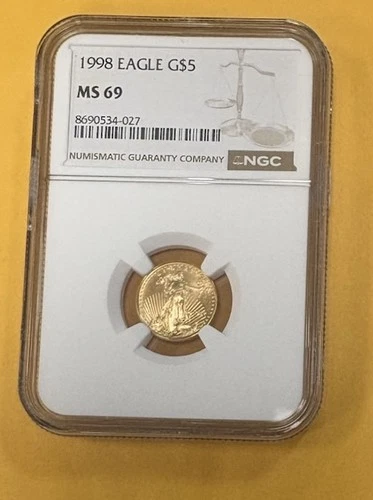 1998 EAGLE G$5
MS 69
8690534-027
NUMISMATIC GUARANTY COMPANY NGC